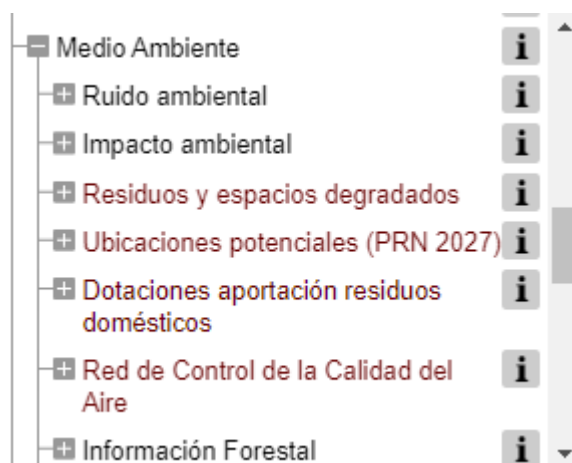 Medio Ambiente i
Ruido ambiental i
Impacto ambiental i
Residuos y espacios degradados i
Ubicaciones potenciales (PRN 2027) i
Dotaciones aportación residuos i
domésticos
Red de Control de la Calidad del i
Aire
Información Forestal i